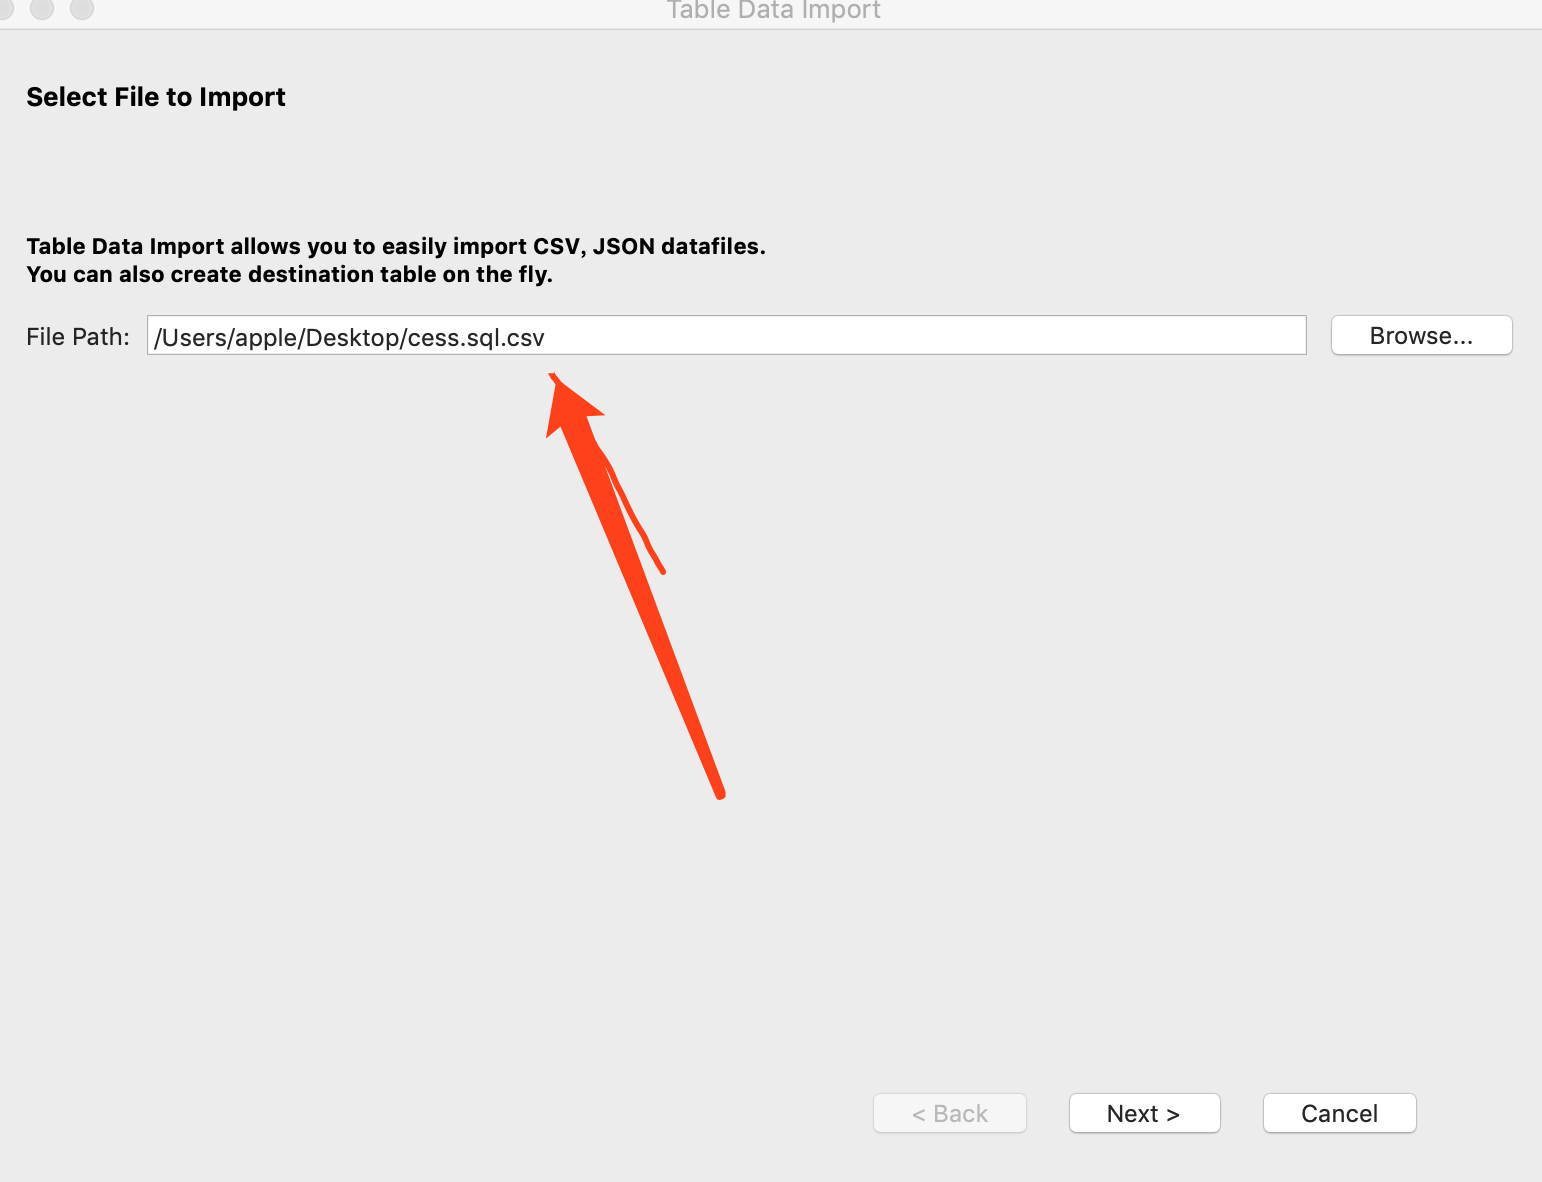 Table Data Import
Select File to Import
Table Data Import allows you to easily import CSV, JSON datafiles.
You can also create destination table on the fly.
File Path: /Users/apple/Desktop/cess.sql.csv Browse...
< Back Next > Cancel